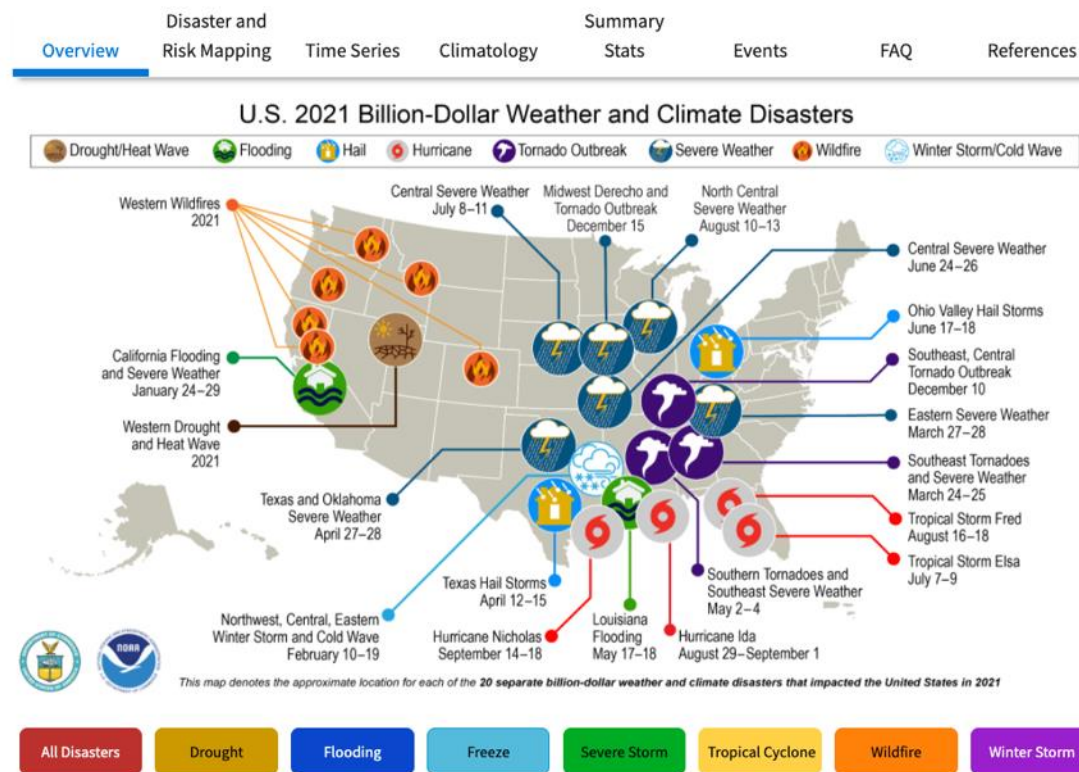 Overview
Disaster and
Risk Mapping
Time Series
Climatology
Summary
Stats
Events
FAQ
References
U.S. 2021 Billion-Dollar Weather and Climate Disasters
Drought/Heat Wave Flooding Hail Hurricane Tornado Outbreak Severe Weather Wildfire Winter Storm/Cold Wave
Western Wildfires
2021
Central Severe Weather
July 8–11
Midwest Derecho and
Tornado Outbreak
December 15
North Central
Severe Weather
August 10–13
Central Severe Weather
June 24–26
Ohio Valley Hail Storms
June 17–18
California Flooding
and Severe Weather
January 24–29
Southeast, Central
Tornado Outbreak
December 10
Eastern Severe Weather
March 27–28
Western Drought
and Heat Wave
2021
Southeast Tornadoes
and Severe Weather
March 24–25
Texas and Oklahoma
Severe Weather
April 27–28
Tropical Storm Fred
August 16–18
Tropical Storm Elsa
July 7–9
Texas Hail Storms
April 12–15
Southern Tornadoes and
Southeast Severe Weather
May 2–4
Northwest, Central, Eastern
Winter Storm and Cold Wave
February 10–19
Hurricane Nicholas
September 14–18
Louisiana
Flooding
May 17–18
Hurricane Ida
August 29–September 1
NOAA
This map denotes the approximate location for each of the 20 separate billion-dollar weather and climate disasters that impacted the United States in 2021
All Disasters Drought Flooding Freeze Severe Storm Tropical Cyclone Wildfire Winter Storm